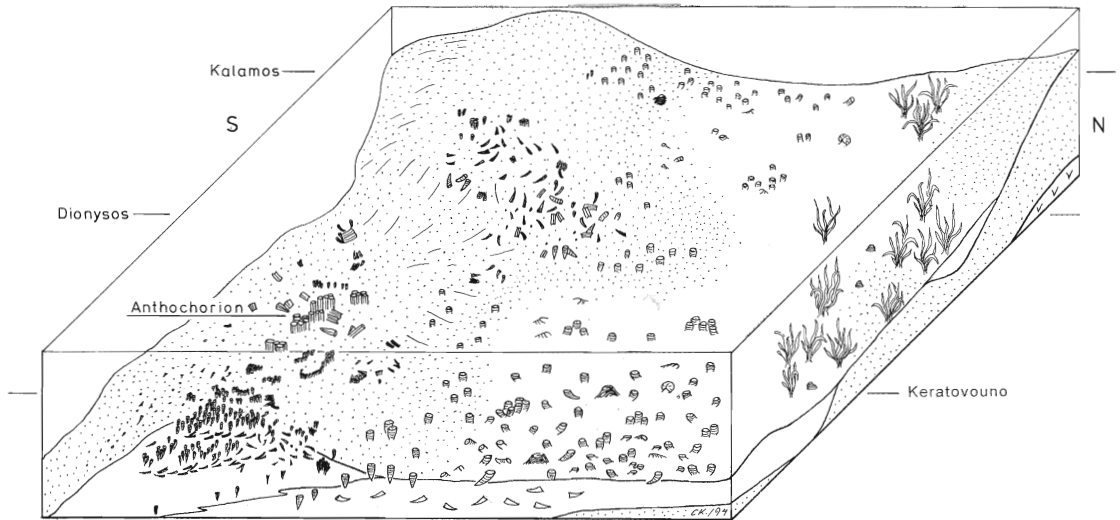 Kalamos
S
N
Dionysos
Anthochorion
Keratovouno
CK-/94